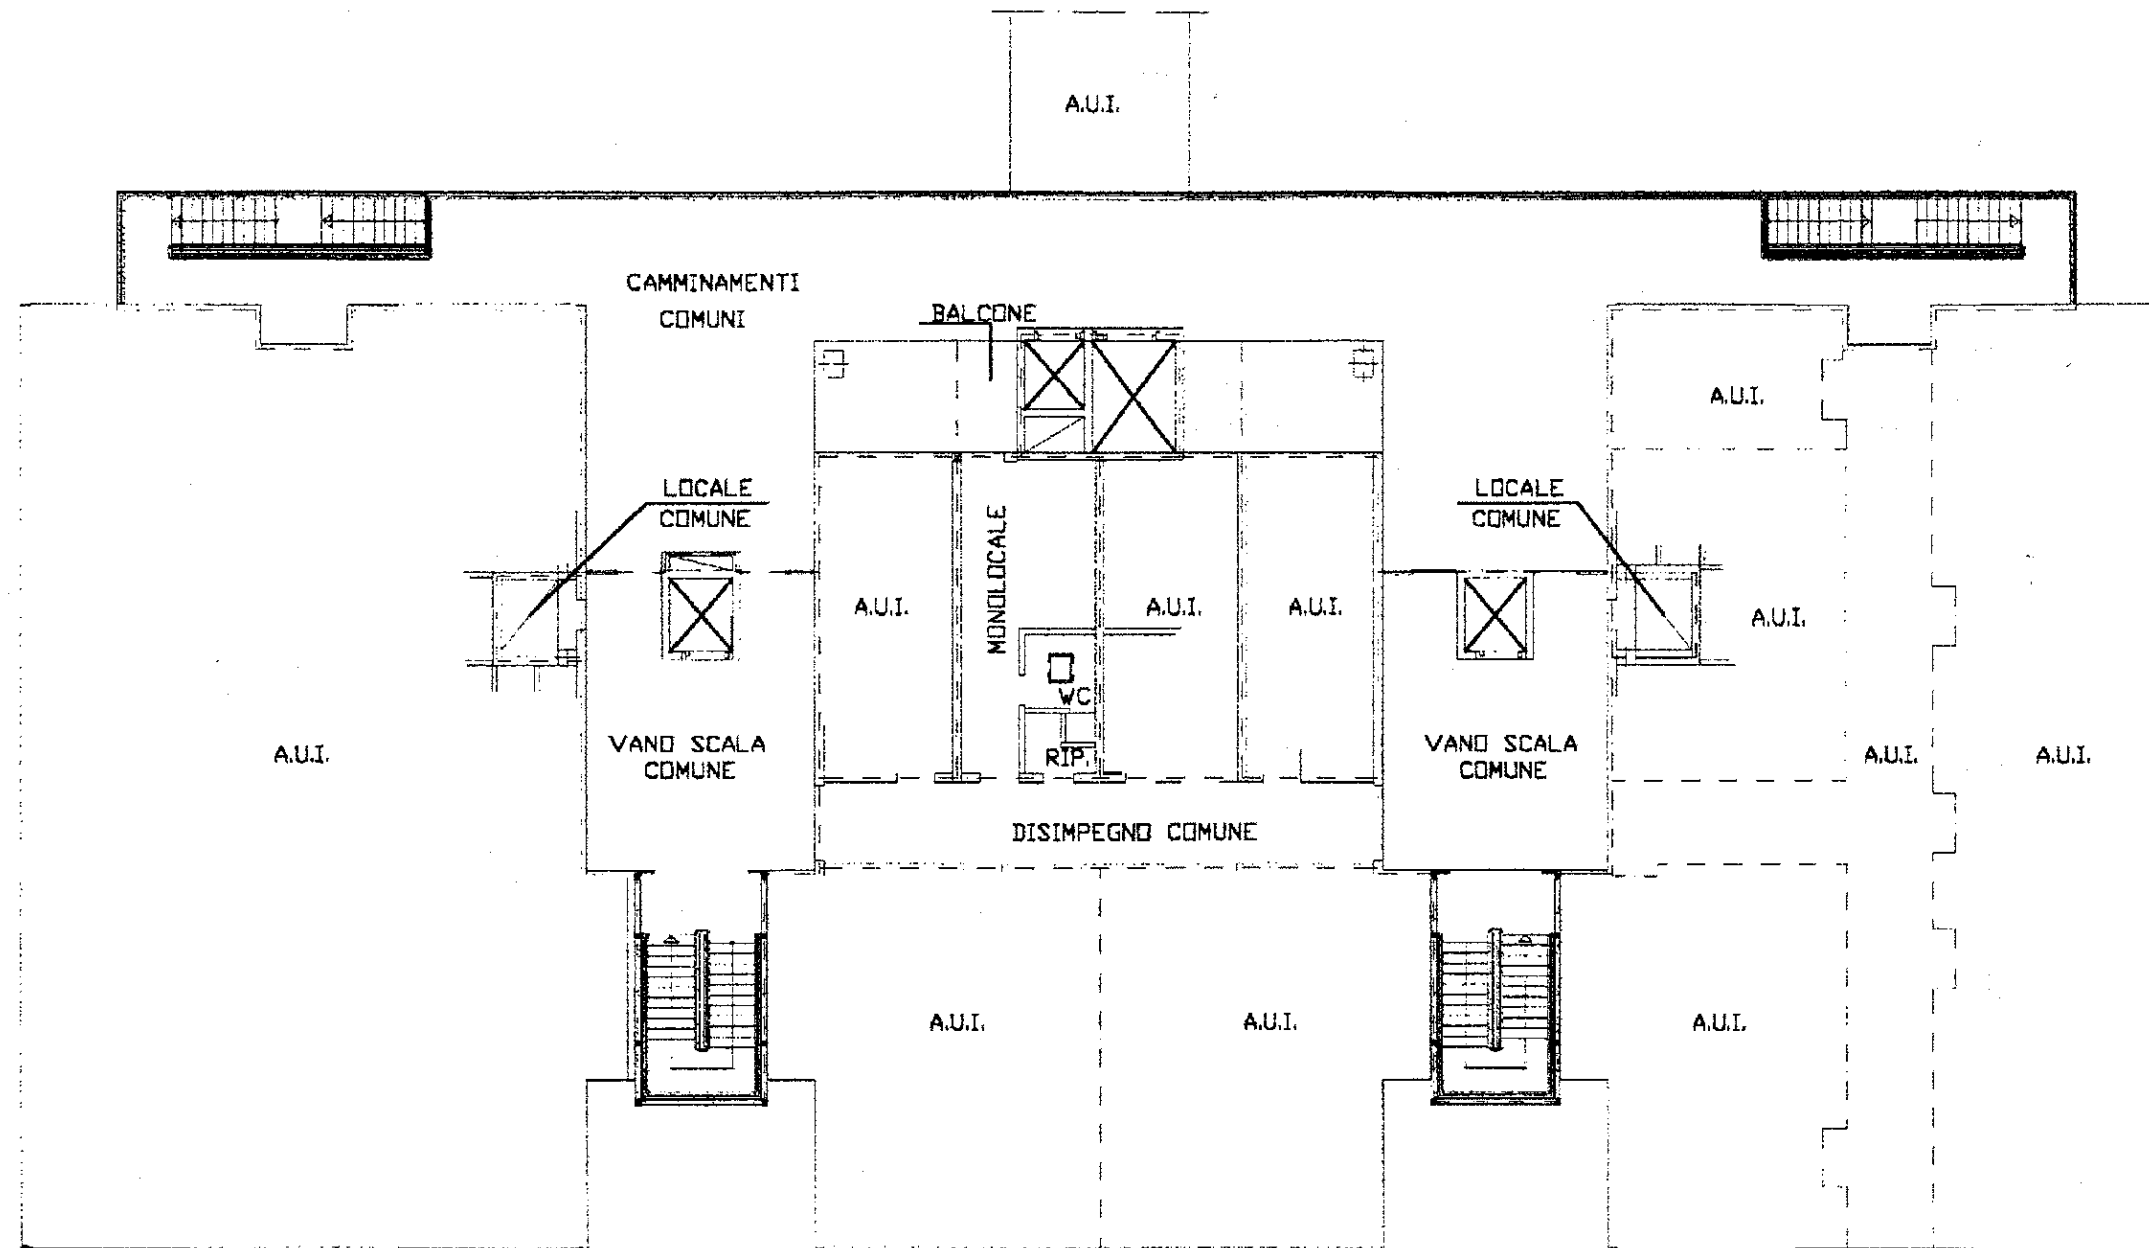 A.U.I.
CAMMINAMENTI
COMUNI
BALCONE
A.U.I.
LOCALE
COMUNE
LOCALE
COMUNE
MONOLOCALE
A.U.I.
A.U.I.
A.U.I.
A.U.I.
WC
A.U.I.
VANO SCALA
COMUNE
RIP.
VANO SCALA
COMUNE
A.U.I.
A.U.I.
DISIMPEGNO COMUNE
A.U.I.
A.U.I.
A.U.I.